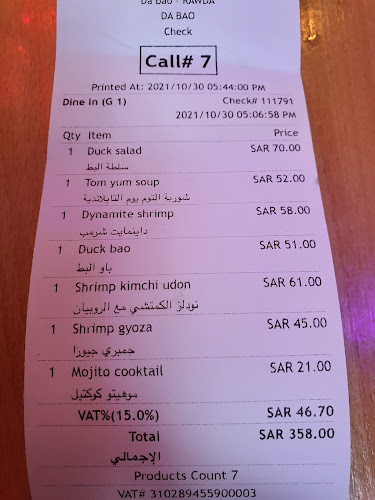 Da Bao - RAWDA
DA BAO
Check
Call# 7
Printed At: 2021/10/30 05:44:00 PM
Dine In (G 1) Check# 111791
2021/10/30 05:06:58 PM
Qty Item Price
1 Duck salad SAR 70.00
سلطة البط
1 Tom yum soup SAR 52.00
شوربة التوم يوم التايلاندية
1 Dynamite shrimp SAR 58.00
داينمايت شرمب
1 Duck bao SAR 51.00
باو البط
1 Shrimp kimchi udon SAR 61.00
نودلز الكمتشي مع الروبيان
1 Shrimp gyoza SAR 45.00
جمبري جيوزا
1 Mojito cooktail SAR 21.00
موهيتو كوكتيل
VAT%(15.0%) SAR 46.70
Total SAR 358.00
الإجمالي
Products Count 7
VAT# 310289455900003